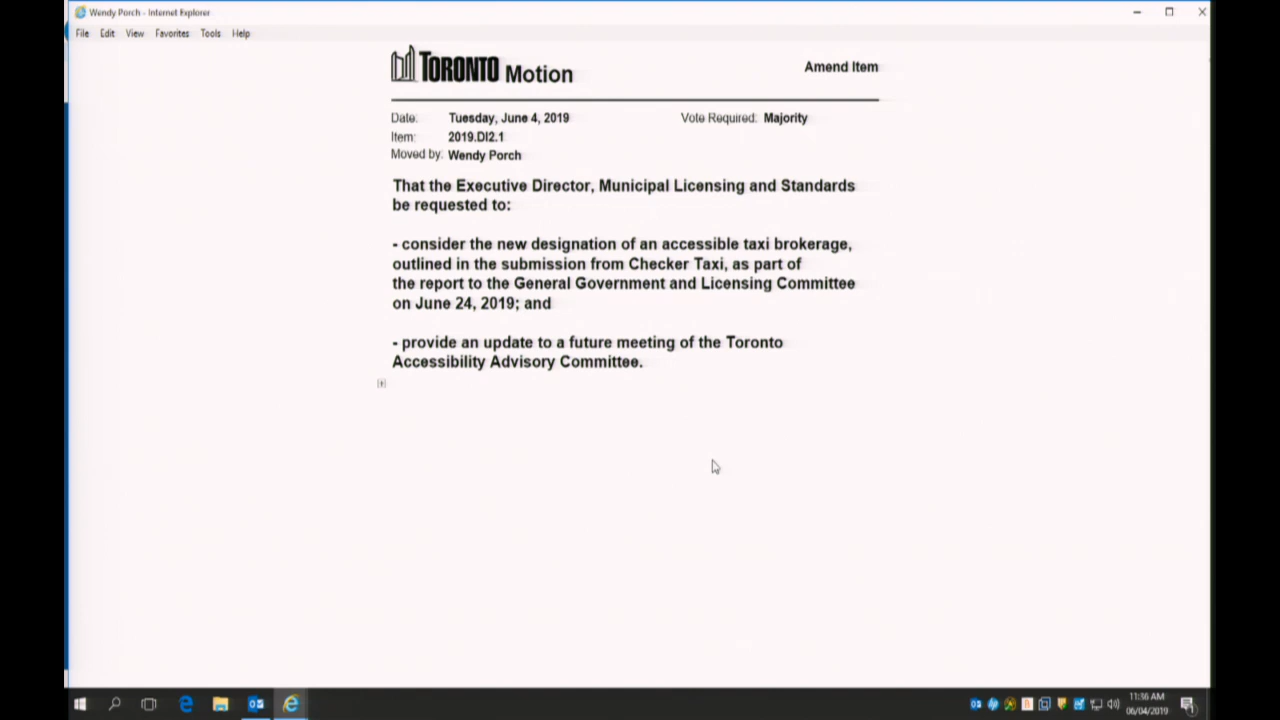 Wendy Porch - Internet Explorer
File Edit View Favorites Tools Help
TORONTO Motion
Amend Item
Date: Tuesday, June 4, 2019
Vote Required: Majority
Item: 2019.DI2.1
Moved by: Wendy Porch
That the Executive Director, Municipal Licensing and Standards
be requested to:
- consider the new designation of an accessible taxi brokerage,
outlined in the submission from Checker Taxi, as part of
the report to the General Government and Licensing Committee
on June 24, 2019; and
- provide an update to a future meeting of the Toronto
Accessibility Advisory Committee.
11:36 AM
06/04/2019